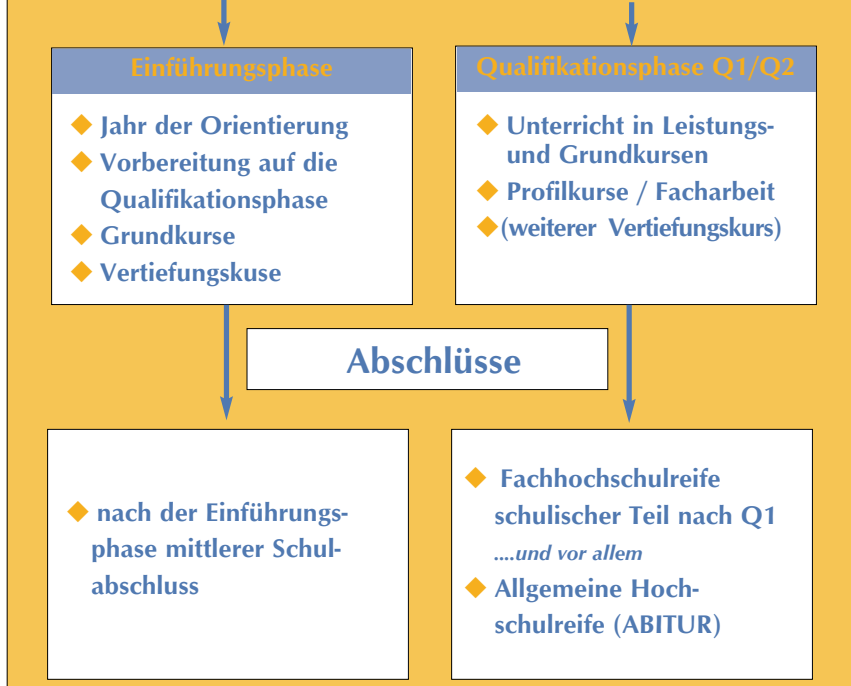 Einführungsphase
◆ Jahr der Orientierung
◆ Vorbereitung auf die
Qualifikationsphase
◆ Grundkurse
◆ Vertiefungskuse
Qualifikationsphase Q1/Q2
◆ Unterricht in Leistungs-
und Grundkursen
◆ Profilkurse / Facharbeit
◆ (weiterer Vertiefungskurs)
Abschlüsse
◆ nach der Einführungs-
phase mittlerer Schul-
abschluss
◆ Fachhochschulreife
schulischer Teil nach Q1
....und vor allem
◆ Allgemeine Hoch-
schulreife (ABITUR)